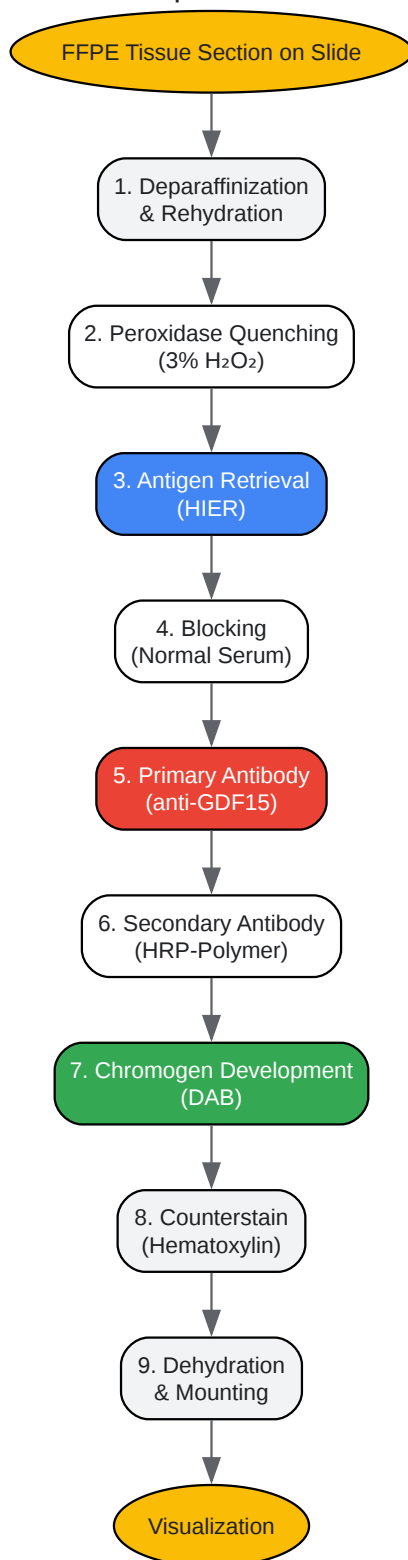 FFPE Tissue Section on Slide
1. Deparaffinization
& Rehydration
2. Peroxidase Quenching
(3% H₂O₂)
3. Antigen Retrieval
(HIER)
4. Blocking
(Normal Serum)
5. Primary Antibody
(anti-GDF15)
6. Secondary Antibody
(HRP-Polymer)
7. Chromogen Development
(DAB)
8. Counterstain
(Hematoxylin)
9. Dehydration
& Mounting
Visualization